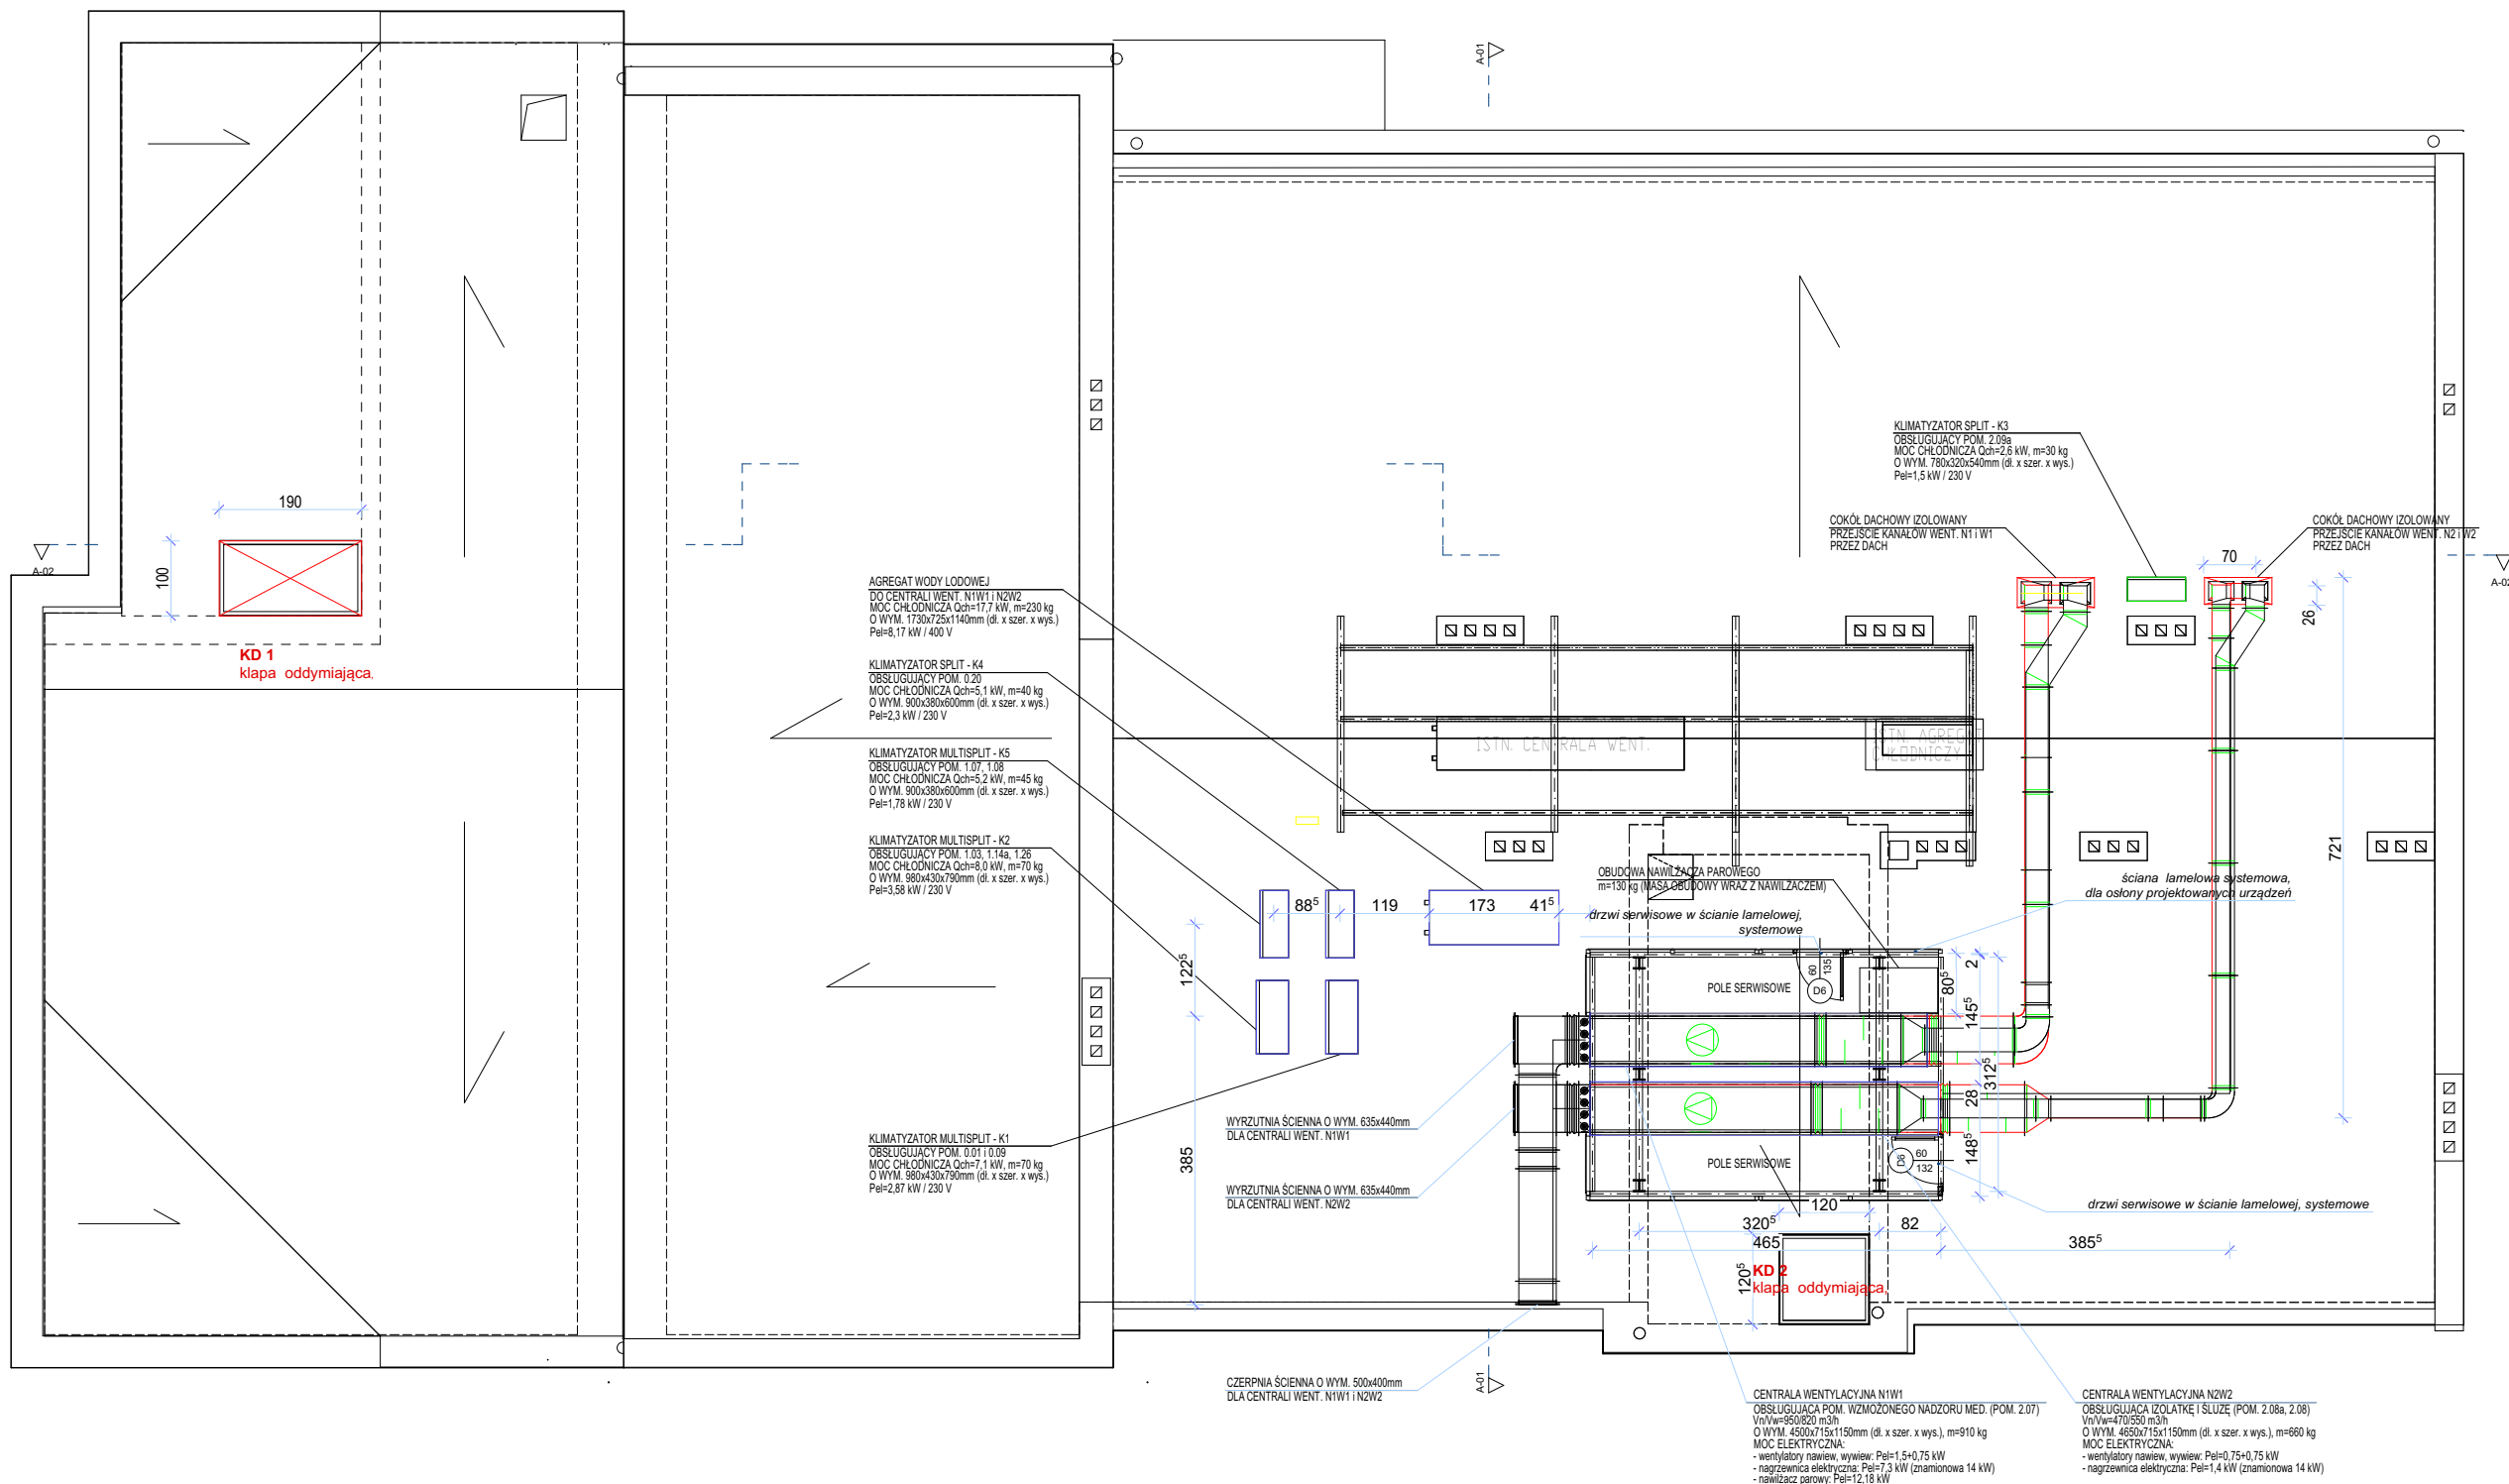 A-01
KLIMATYZATOR SPLIT - K3
OBSŁUGUJĄCY POM. 2.09a
MOC CHŁODNICZA Qch=2,6 kW, m=30 kg
O WYM. 780x320x540mm (dł. x szer. x wys.)
Pel=1,5 kW / 230 V
190
100
A-02
KD 1
klapa oddymiająca,
COKÓŁ DACHOWY IZOLOWANY
PRZEJŚCIE KANAŁÓW WENT. N1 i W1
PRZEZ DACH
COKÓŁ DACHOWY IZOLOWANY
PRZEJŚCIE KANAŁÓW WENT. N2 i W2
PRZEZ DACH
70
26
A-02
AGREGAT WODY LODOWEJ
DO CENTRALI WENT. N1W1 i N2W2
MOC CHŁODNICZA Qch=17,7 kW, m=230 kg
O WYM. 1730x725x1140mm (dł. x szer. x wys.)
Pel=8,17 kW / 400 V
KLIMATYZATOR SPLIT - K4
OBSŁUGUJĄCY POM. 0.20
MOC CHŁODNICZA Qch=5,1 kW, m=40 kg
O WYM. 900x380x600mm (dł. x szer. x wys.)
Pel=2,3 kW / 230 V
KLIMATYZATOR MULTISPLIT - K5
OBSŁUGUJĄCY POM. 1.07, 1.08
MOC CHŁODNICZA Qch=5,2 kW, m=45 kg
O WYM. 900x380x600mm (dł. x szer. x wys.)
Pel=1,78 kW / 230 V
KLIMATYZATOR MULTISPLIT - K2
OBSŁUGUJĄCY POM. 1.03, 1.14a, 1.26
MOC CHŁODNICZA Qch=8,0 kW, m=70 kg
O WYM. 980x430x790mm (dł. x szer. x wys.)
Pel=3,58 kW / 230 V
ISTN. CENTRALA WENT.
ISTN. AGREGAT
CHŁODNICZY
721
OBUDOWA NAWILŻACZA PAROWEGO
m=130 kg (MASA OBUDOWY WRAZ Z NAWILŻACZEM)
ściana lamelowa systemowa,
dla osłony projektowanych urządzeń
drzwi serwisowe w ścianie lamelowej,
systemowe
88⁵
119
173
41⁵
122⁵
385
60
135
D6
POLE SERWISOWE
80⁵
2
145⁵
312⁵
28
148⁵
KLIMATYZATOR MULTISPLIT - K1
OBSŁUGUJĄCY POM. 0.01 i 0.09
MOC CHŁODNICZA Qch=7,1 kW, m=70 kg
O WYM. 980x430x790mm (dł. x szer. x wys.)
Pel=2,87 kW / 230 V
WYRZUTNIA ŚCIENNA O WYM. 635x440mm
DLA CENTRALI WENT. N1W1
WYRZUTNIA ŚCIENNA O WYM. 635x440mm
DLA CENTRALI WENT. N2W2
POLE SERWISOWE
D6
60
132
drzwi serwisowe w ścianie lamelowej, systemowe
120
320⁵
82
465
385⁵
120⁵
KD 2
klapa oddymiająca,
CZERPNIA ŚCIENNA O WYM. 500x400mm
DLA CENTRALI WENT. N1W1 i N2W2
A-01
CENTRALA WENTYLACYJNA N1W1
OBSŁUGUJĄCA POM. WZMOŻONEGO NADZORU MED. (POM. 2.07)
Vn/Vw=950/820 m3/h
O WYM. 4500x715x1150mm (dł. x szer. x wys.), m=910 kg
MOC ELEKTRYCZNA:
- wentylatory nawiew, wywiew: Pel=1,5+0,75 kW
- nagrzewnica elektryczna: Pel=7,3 kW (znamionowa 14 kW)
- nawilżacz parowy: Pel=12,18 kW
CENTRALA WENTYLACYJNA N2W2
OBSŁUGUJĄCA IZOLATKĘ I ŚLUZĘ (POM. 2.08a, 2.08)
Vn/Vw=470/550 m3/h
O WYM. 4650x715x1150mm (dł. x szer. x wys.), m=660 kg
MOC ELEKTRYCZNA:
- wentylatory nawiew, wywiew: Pel=0,75+0,75 kW
- nagrzewnica elektryczna: Pel=1,4 kW (znamionowa 14 kW)